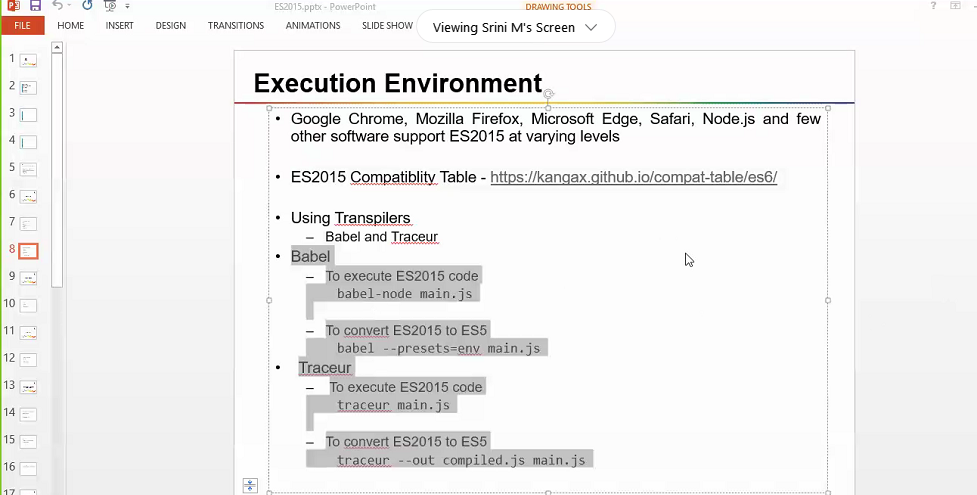 ES2015.pptx - PowerPoint
DRAWING TOOLS
?
FILE
HOME
INSERT
DESIGN
TRANSITIONS
ANIMATIONS
SLIDE SHOW
Viewing Srini M's Screen
1
2
3
4
5
6
7
8
9
10
11
12
13
14
15
16
17
Execution Environment
• Google Chrome, Mozilla Firefox, Microsoft Edge, Safari, Node.js and few
other software support ES2015 at varying levels
• ES2015 Compatiblity Table - https://kangax.github.io/compat-table/es6/
• Using Transpilers
– Babel and Traceur
• Babel
– To execute ES2015 code
babel-node main.js
– To convert ES2015 to ES5
babel --presets=env main.js
• Traceur
– To execute ES2015 code
traceur main.js
– To convert ES2015 to ES5
traceur --out compiled.js main.js